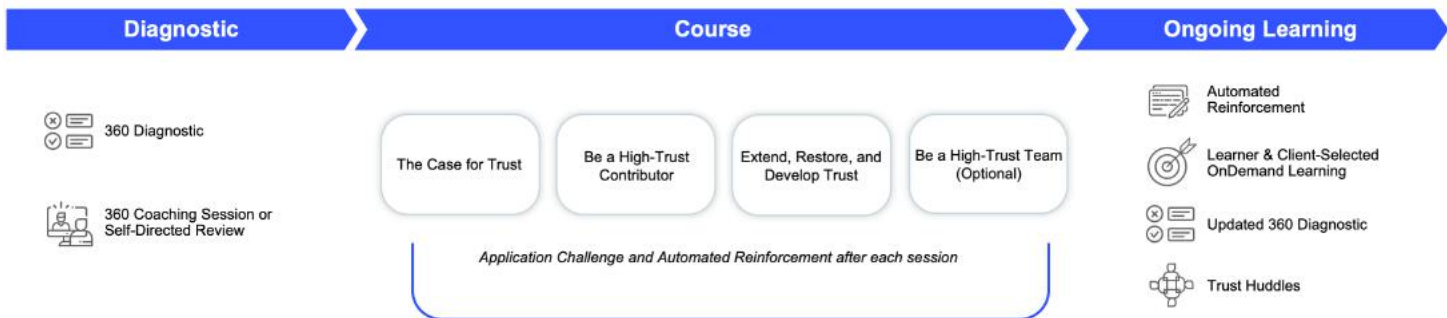 Diagnostic
Course
Ongoing Learning
360 Diagnostic
360 Coaching Session or
Self-Directed Review
The Case for Trust
Be a High-Trust
Contributor
Extend, Restore, and
Develop Trust
Be a High-Trust Team
(Optional)
Application Challenge and Automated Reinforcement after each session
Automated
Reinforcement
Learner & Client-Selected
OnDemand Learning
Updated 360 Diagnostic
Trust Huddles